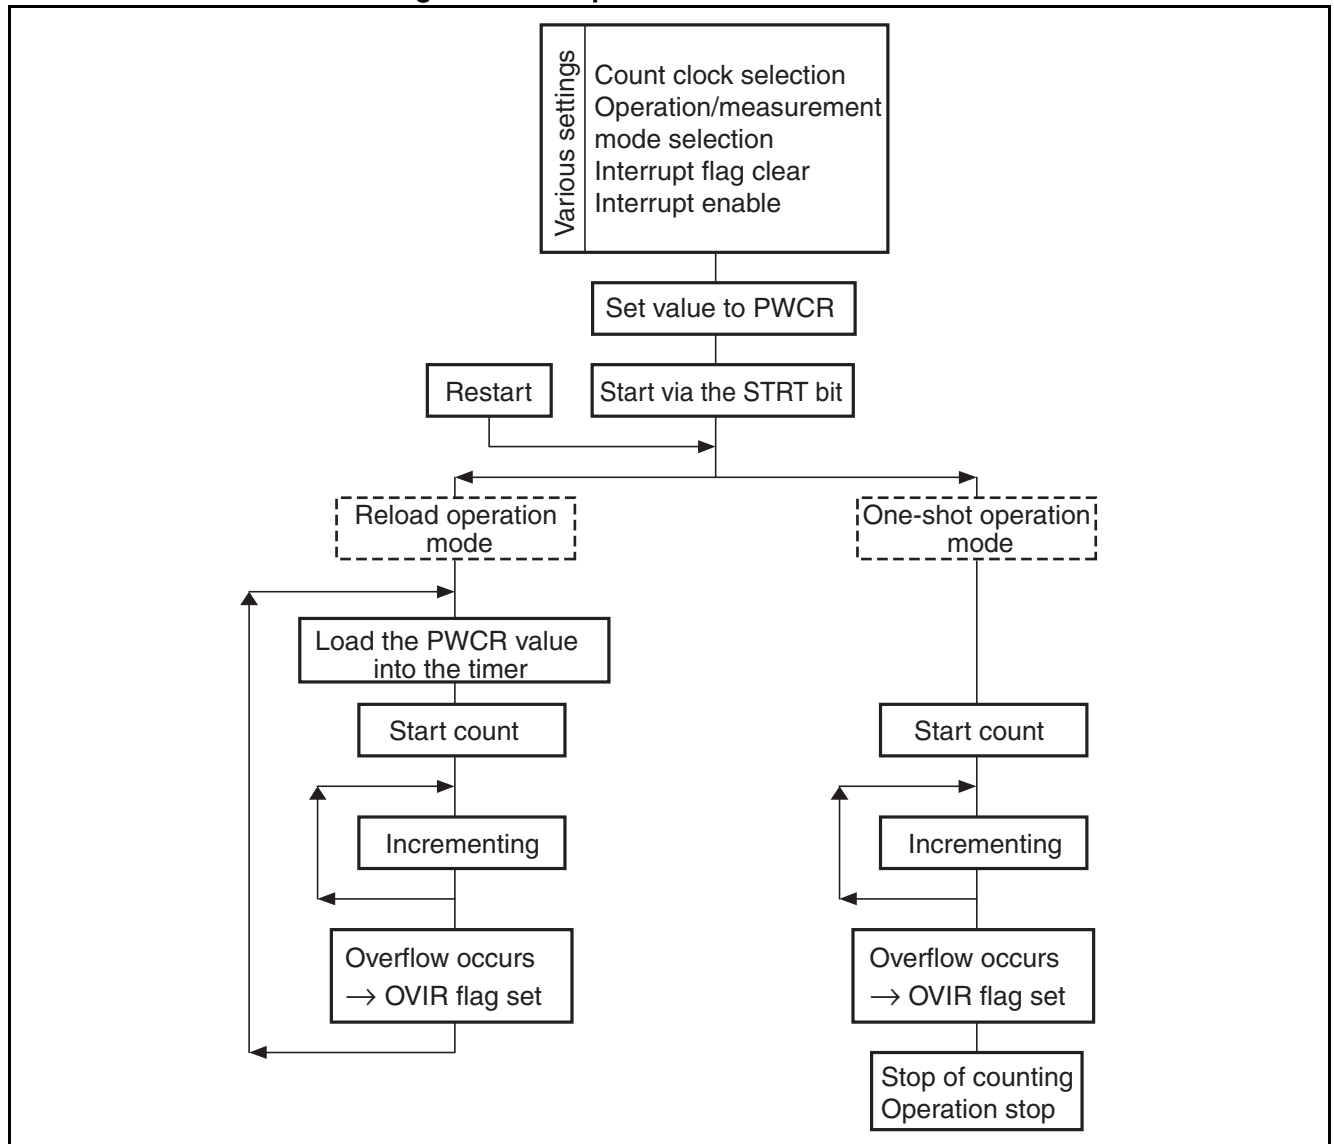 Various settings
Count clock selection
Operation/measurement
mode selection
Interrupt flag clear
Interrupt enable
Set value to PWCR
Restart
Start via the STRT bit
Reload operation
mode
One-shot operation
mode
Load the PWCR value
into the timer
Start count
Start count
Incrementing
Incrementing
Overflow occurs
→ OVIR flag set
Overflow occurs
→ OVIR flag set
Stop of counting
Operation stop